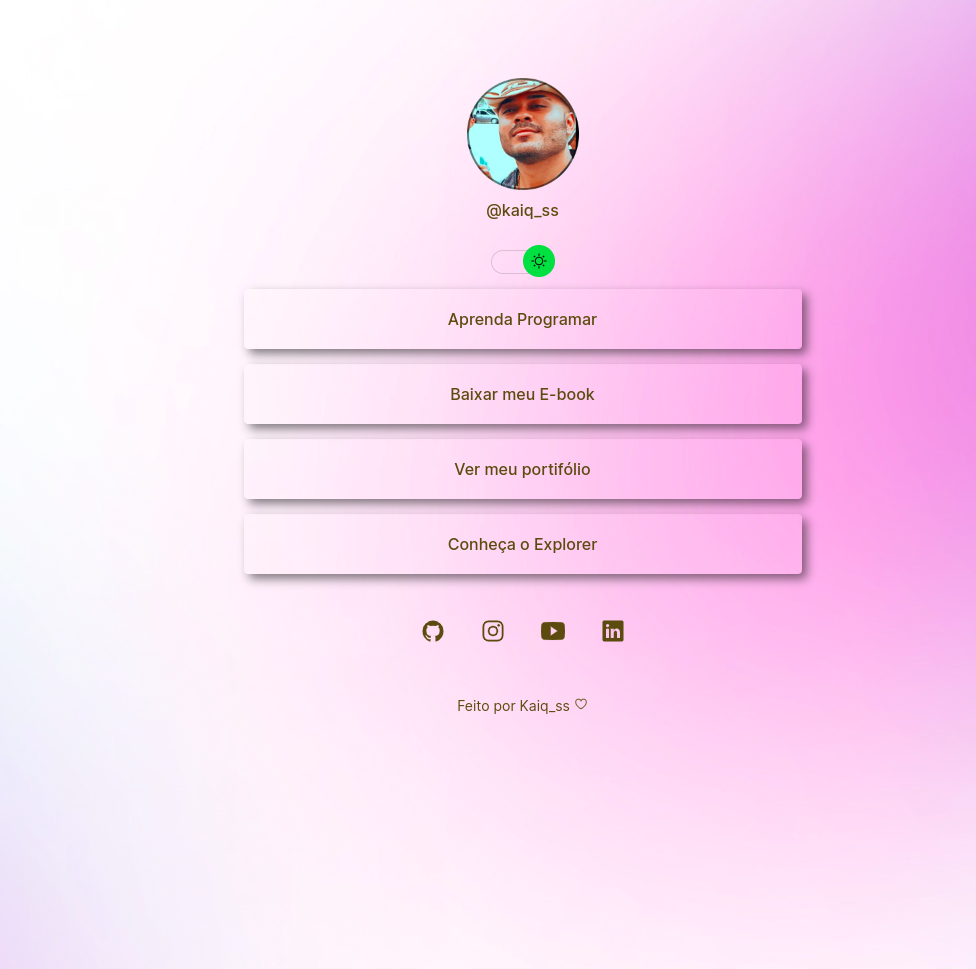 @kaiq_ss
Aprenda Programar
Baixar meu E-book
Ver meu portifólio
Conheça o Explorer
Feito por Kaiq_ss